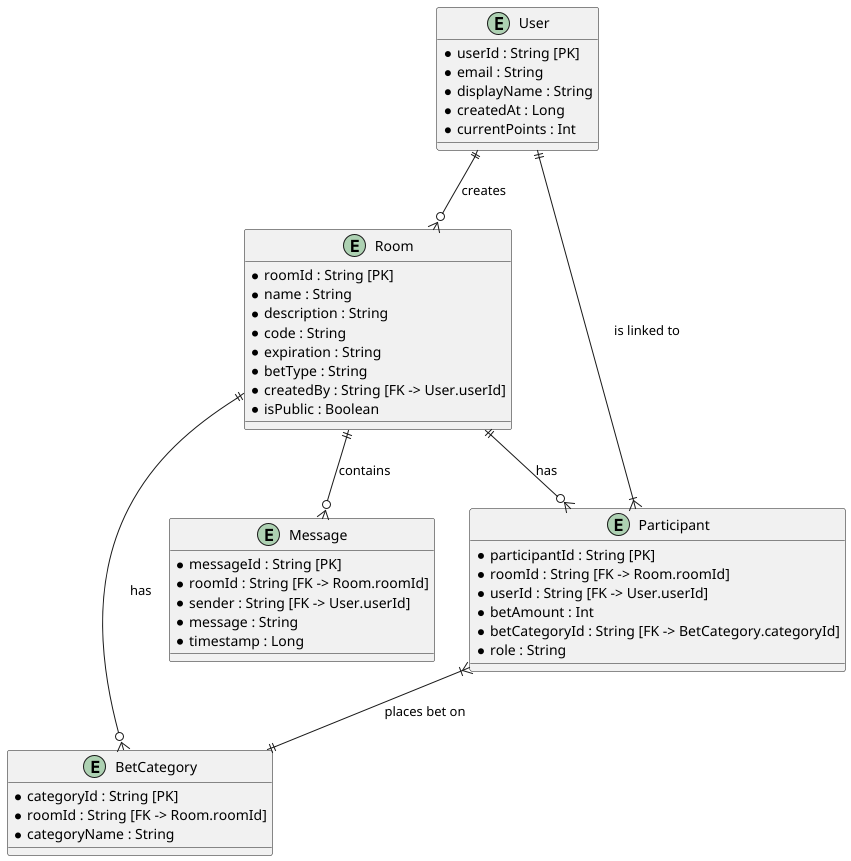 E User
* userId : String [PK]
* email : String
* displayName : String
* createdAt : Long
* currentPoints : Int
creates
E Room
* roomId : String [PK]
* name : String
* description : String
* code : String
* expiration : String
* betType : String
* createdBy : String [FK -> User.userId]
* isPublic : Boolean
is linked to
contains
has
E Message
* messageId : String [PK]
* roomId : String [FK -> Room.roomId]
* sender : String [FK -> User.userId]
* message : String
* timestamp : Long
E Participant
* participantId : String [PK]
* roomId : String [FK -> Room.roomId]
* userId : String [FK -> User.userId]
* betAmount : Int
* betCategoryId : String [FK -> BetCategory.categoryId]
* role : String
has
places bet on
E BetCategory
* categoryId : String [PK]
* roomId : String [FK -> Room.roomId]
* categoryName : String